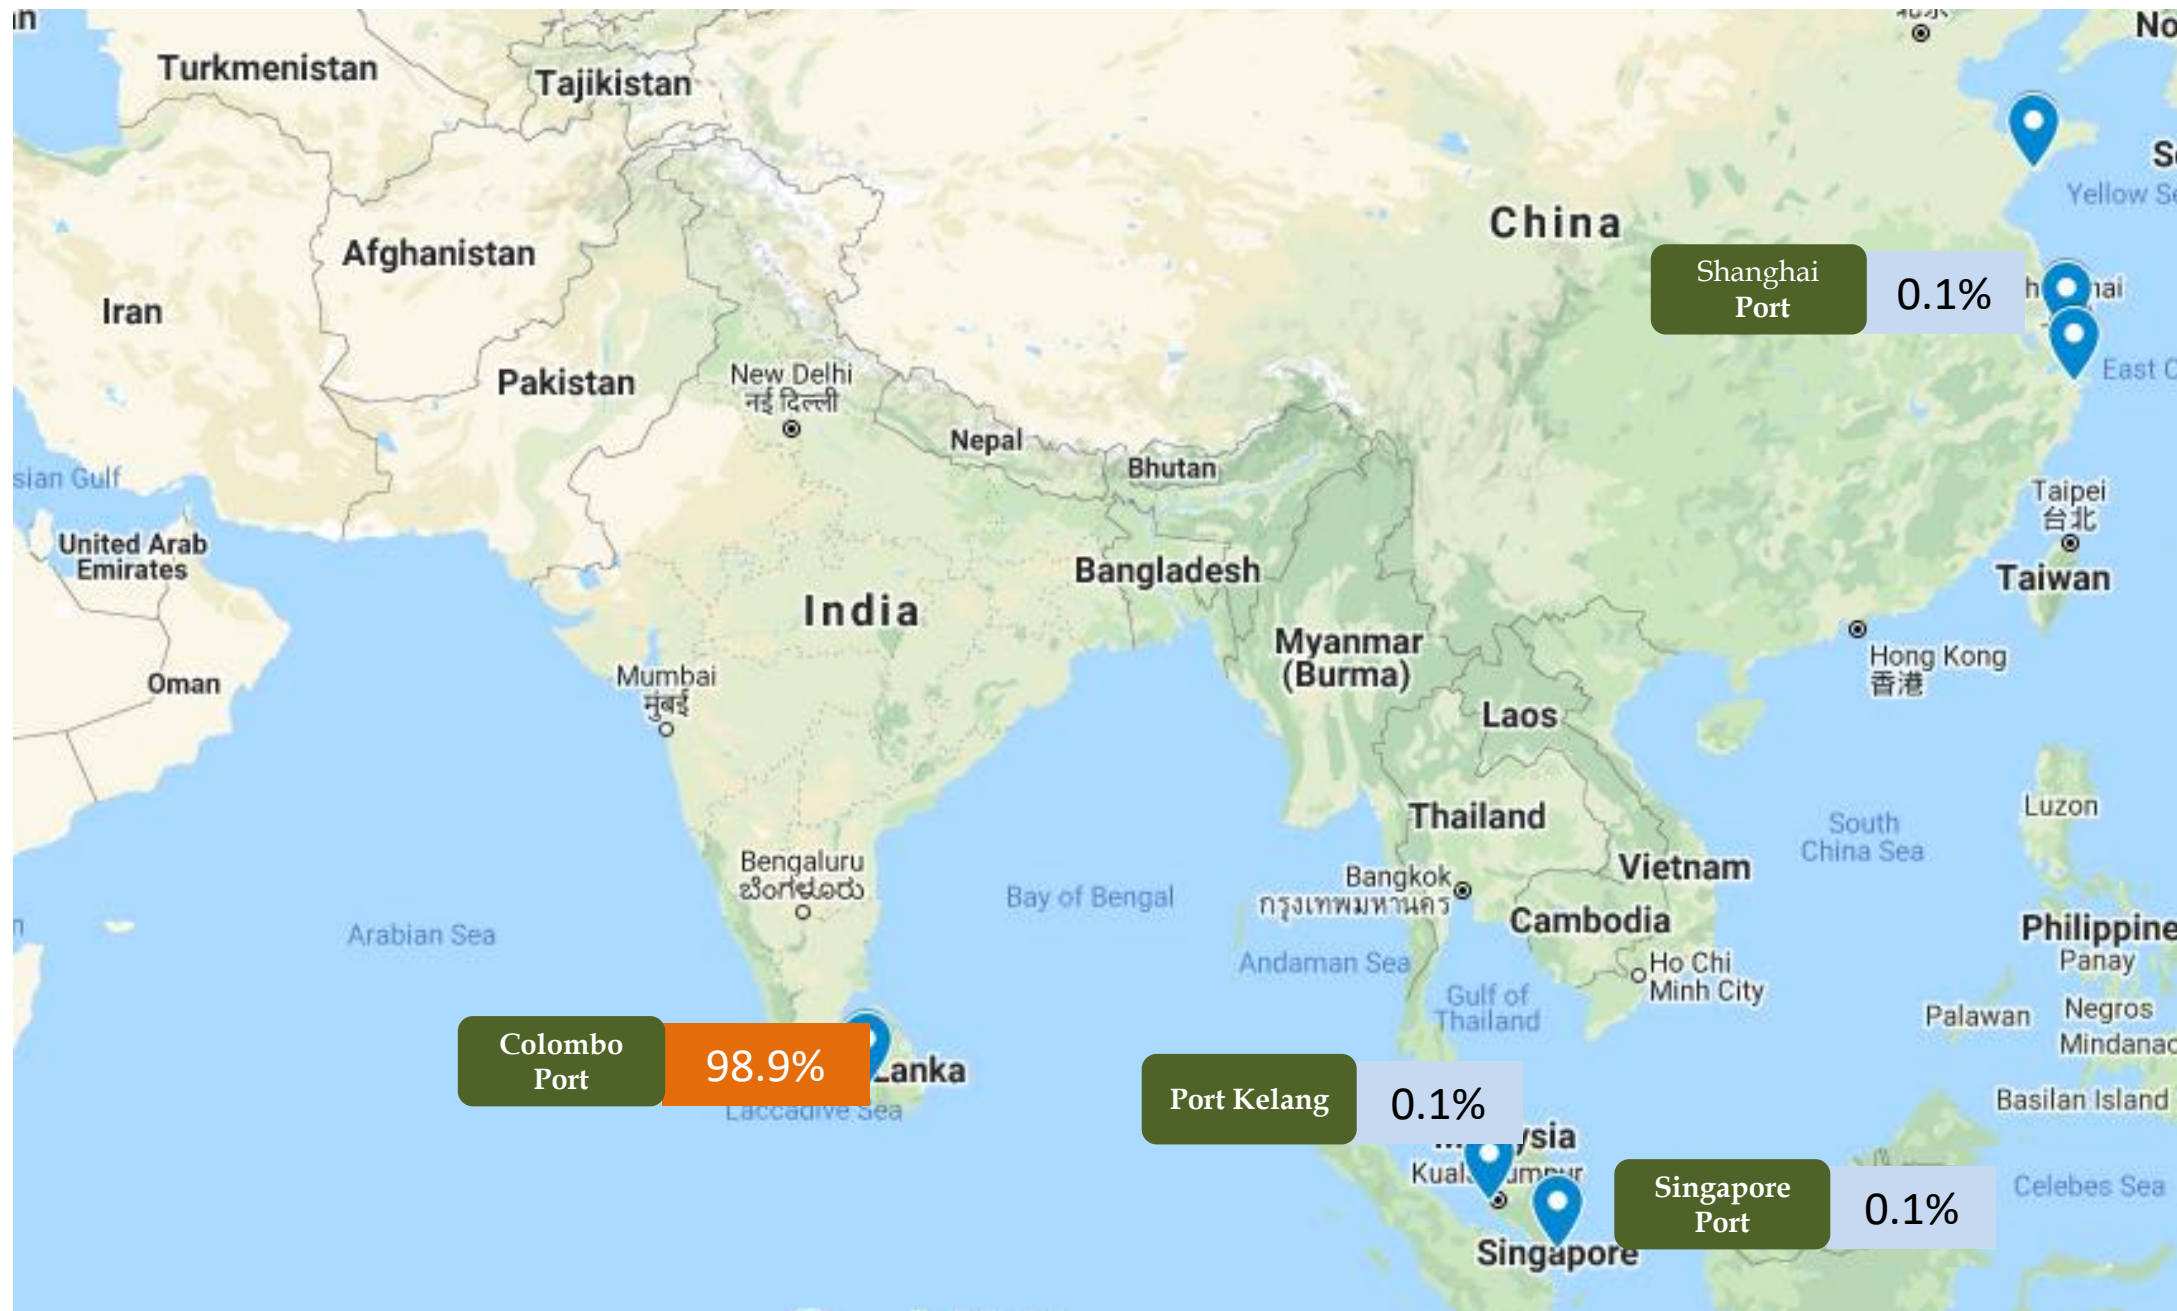 Turkmenistan
Tajikistan
China
Yellow
Afghanistan
Iran
Shanghai
Port
0.1%
Pakistan
New Delhi
नई दिल्ली
East
Nepal
Bhutan
Gulf
Taipei
台北
United Arab
Emirates
Bangladesh
Taiwan
India
Myanmar
(Burma)
Hong Kong
香港
Oman
Mumbai
मुंबई
Laos
Luzon
Thailand
South
China Sea
Bengaluru
ಬೆಂಗಳೂರು
Vietnam
Bangkok
กรุงเทพมหานคร
Bay of Bengal
Cambodia
Arabian Sea
Philippine
Panay
Andaman Sea
Ho Chi
Minh City
Gulf of
Thailand
Palawan
Negros
Mindanao
Colombo
Port
98.9%
Lanka
Laccadive Sea
Port Kelang
0.1%
Basilan Island
Singapore
Port
0.1%
Celebes Sea
Singapore